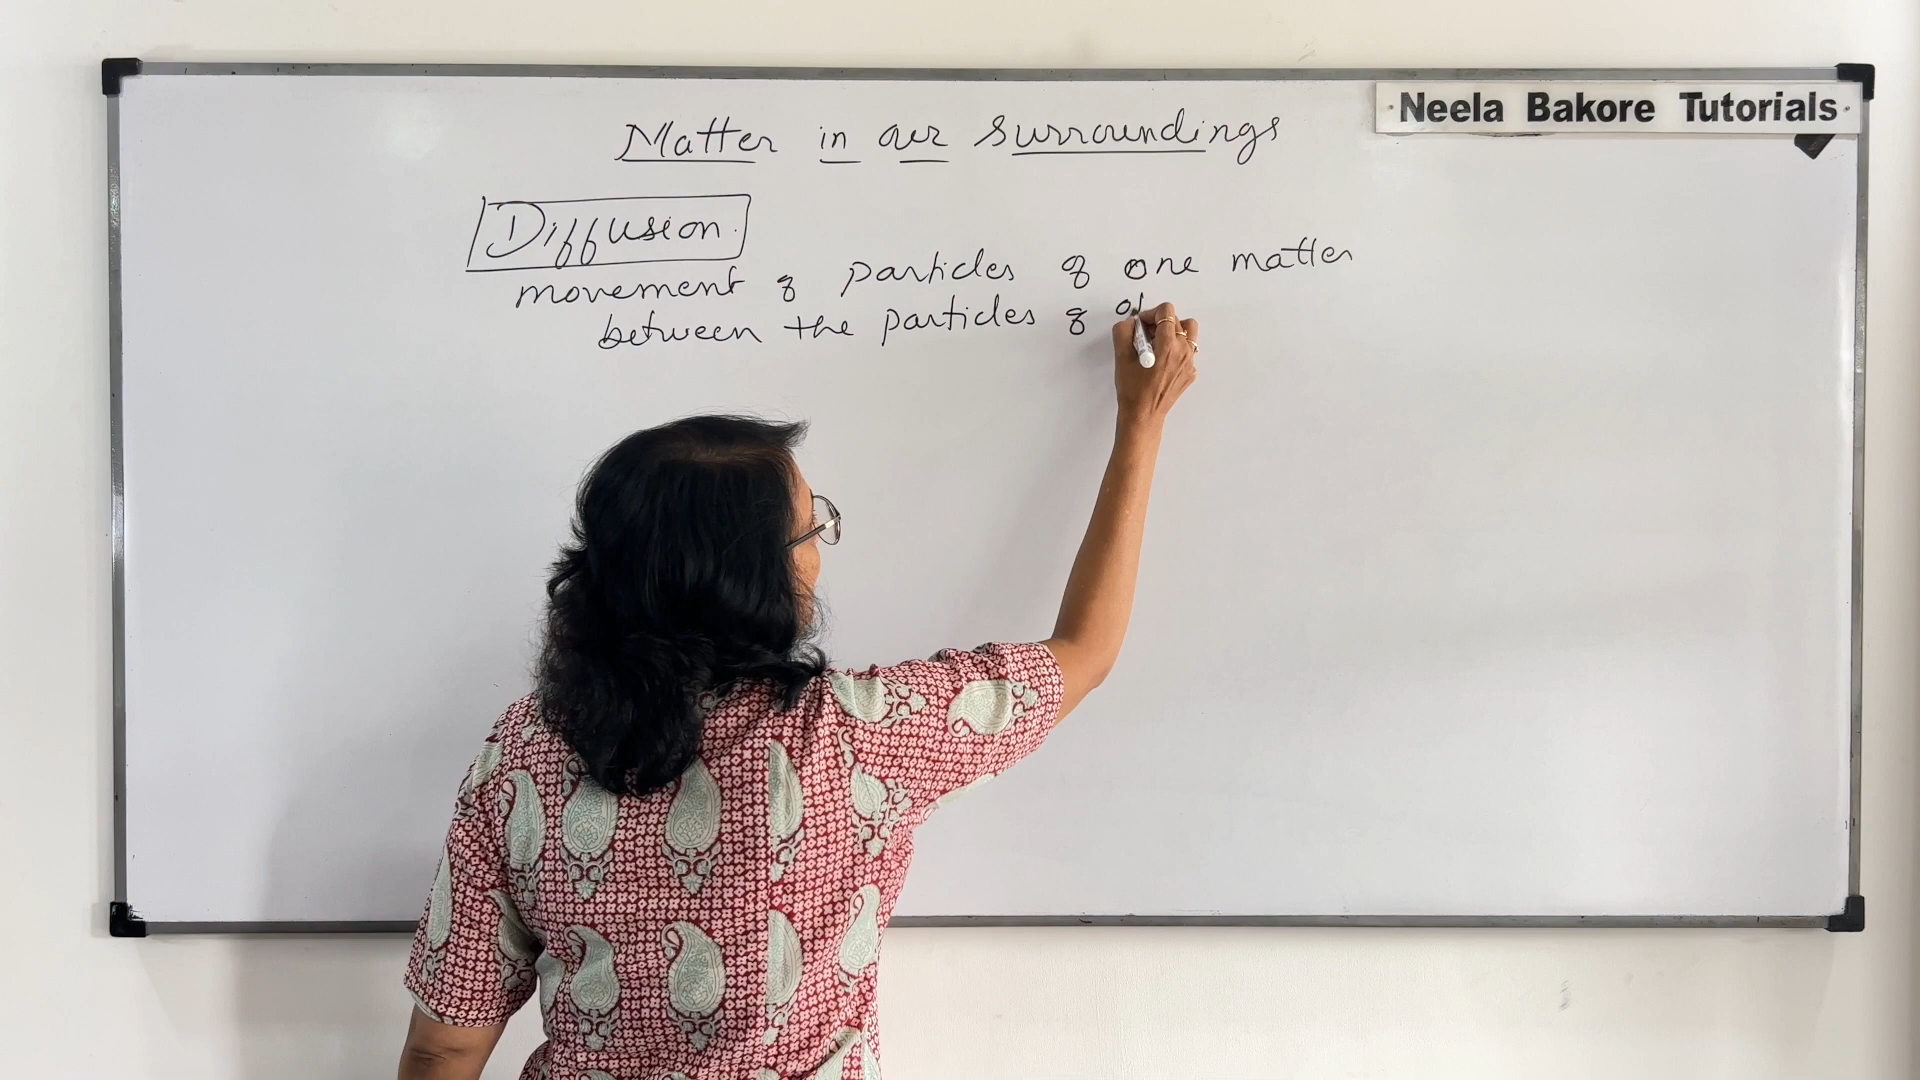 Neela Bakore Tutorials
Matter in our surroundings
Diffusion
movement of particles of one matter
between the particles of